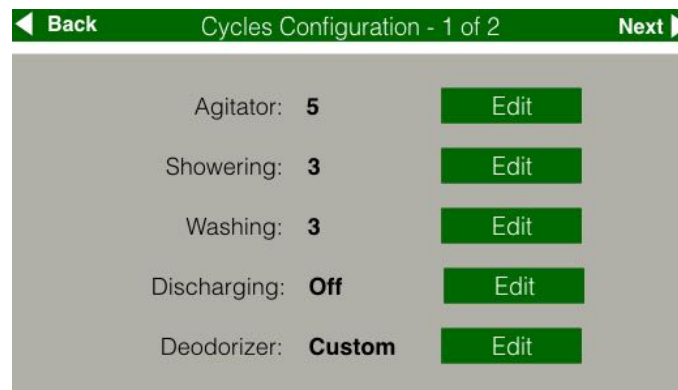 Back Cycles Configuration - 1 of 2 Next
Agitator: 5 Edit
Showering: 3 Edit
Washing: 3 Edit
Discharging: Off Edit
Deodorizer: Custom Edit